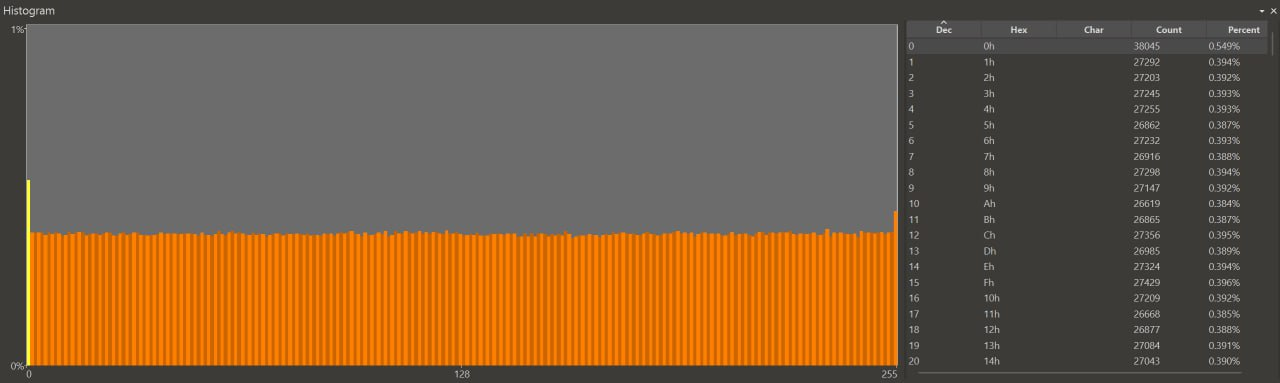 Histogram
1%
0%
0 128 255
Dec Hex Char Count Percent
0 0h 38045 0.549%
1 1h 27292 0.394%
2 2h 27203 0.392%
3 3h 27245 0.393%
4 4h 27255 0.393%
5 5h 26862 0.387%
6 6h 27232 0.393%
7 7h 26916 0.388%
8 8h 27298 0.394%
9 9h 27147 0.392%
10 Ah 26619 0.384%
11 Bh 26865 0.387%
12 Ch 27356 0.395%
13 Dh 26985 0.389%
14 Eh 27324 0.394%
15 Fh 27429 0.396%
16 10h 27209 0.392%
17 11h 26668 0.385%
18 12h 26877 0.388%
19 13h 27084 0.391%
20 14h 27043 0.390%